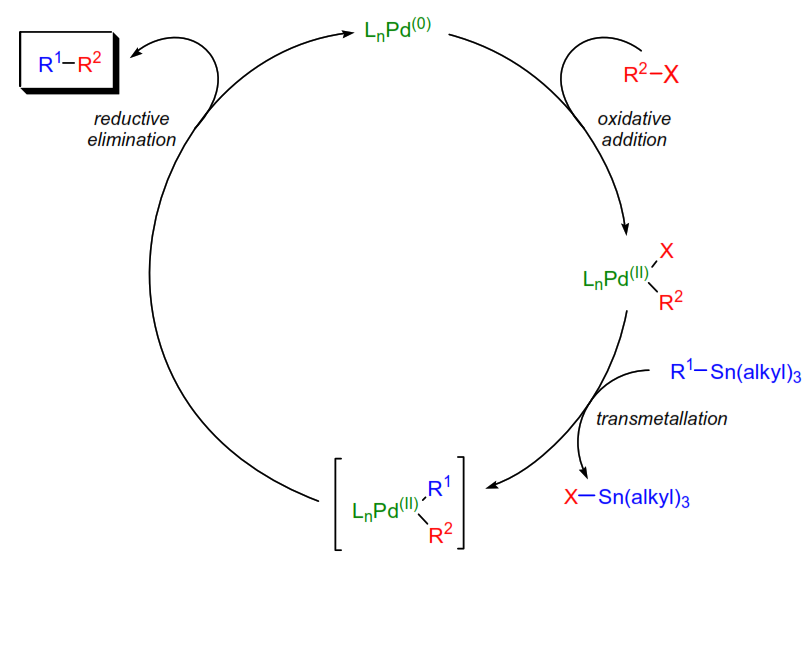 LₙPd⁽⁰⁾
R¹–R²
R²–X
reductive
elimination
oxidative
addition
X
LₙPd⁽ᴵᴵ⁾
R²
R¹–Sn(alkyl)₃
transmetallation
R¹
LₙPd⁽ᴵᴵ⁾
R²
X–Sn(alkyl)₃